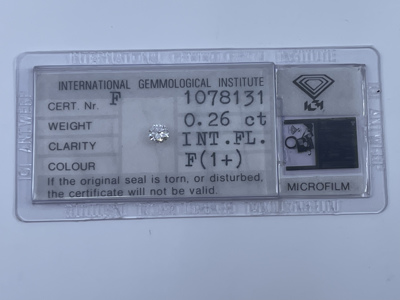 INTERNATIONAL GEMMOLOGICAL INSTITUTE
CERT. Nr. F 1078131
WEIGHT 0.26 ct
CLARITY INT.FL.
COLOUR F(1+)
If the original seal is torn, or disturbed,
the certificate will not be valid.
IGI
MICROFILM